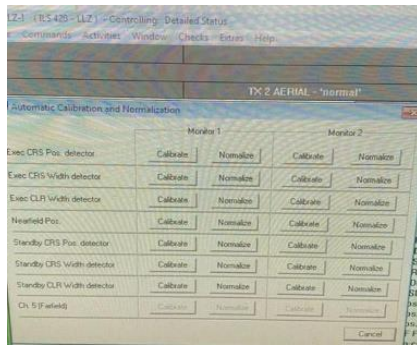 LZ-1 (ILS 420 - LLZ) - Controlling: Detailed Status
Commands Activities Window Checks Extras Help
TX 2 AERIAL - 'normal'
Automatic Calibration and Normalization
Monitor 1 Monitor 2
Exec CRS Pos. detector Calibrate Normalize Calibrate Normalize
Exec CRS Width detector Calibrate Normalize Calibrate Normalize
Exec CLR Width detector Calibrate Normalize Calibrate Normalize
Nearfield Pos. Calibrate Normalize Calibrate Normalize
Standby CRS Pos. detector Calibrate Normalize Calibrate Normalize
Standby CRS Width detector Calibrate Normalize Calibrate Normalize
Standby CLR Width detector Calibrate Normalize Calibrate Normalize
Ch. 5 (Farfield) Calibrate Normalize Calibrate Normalize
Cancel